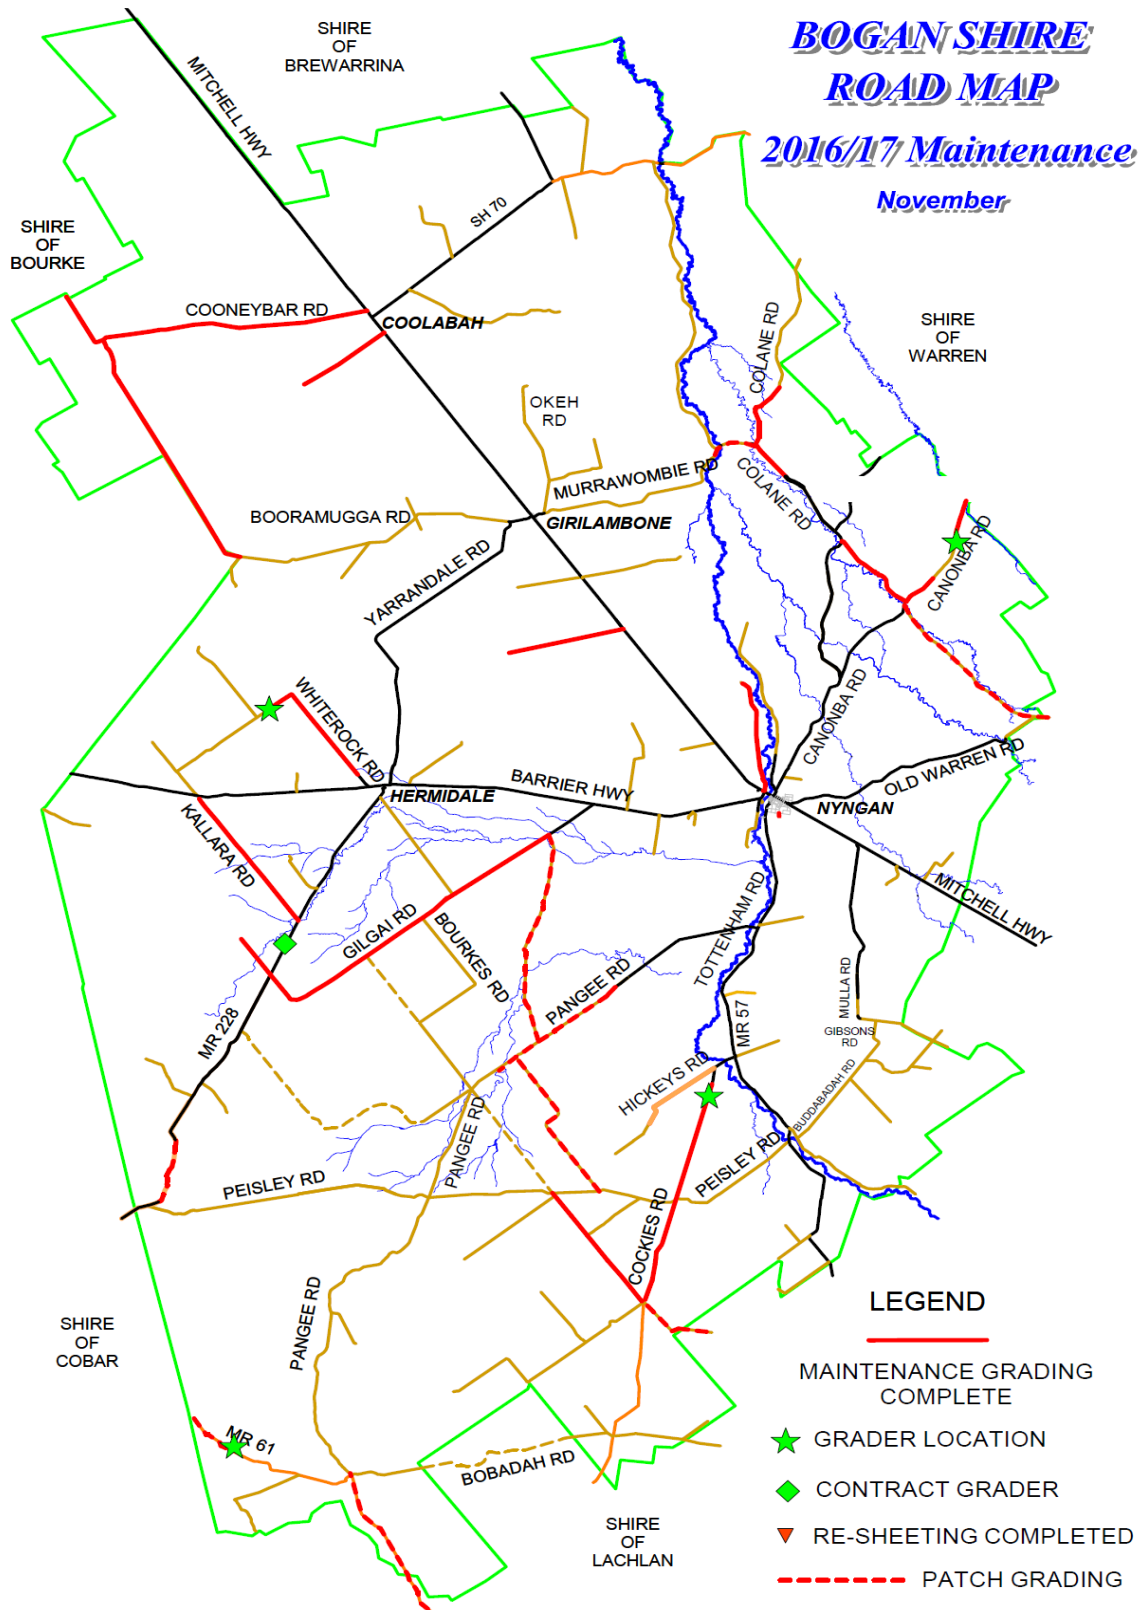 BOGAN SHIRE
ROAD MAP
2016/17 Maintenance
November
SHIRE
OF
BREWARRINA
MITCHELL HWY
SHIRE
OF
BOURKE
SH 70
COONEYBAR RD
COOLABAH
SHIRE
OF
WARREN
COLANE RD
OKEH
RD
MURRAWOMBIE RD
COLANE RD
BOORAMUGGA RD
GIRILAMBONE
CANONBA RD
YARRANDALE RD
WHITEROCK RD
CANONBA RD
OLD WARREN RD
BARRIER HWY
HERMIDALE
NYNGAN
KALLARA RD
MITCHELL HWY
GILGAI RD
BOURKES RD
TOTTENHAM RD
PANGEE RD
MULLA RD
MR 228
MR 57
GIBSONS
RD
HICKEYS RD
BUDDABADAH RD
PANGEE RD
PEISLEY RD
PEISLEY RD
COCKIES RD
PANGEE RD
SHIRE
OF
COBAR
MR 61
BOBADAH RD
SHIRE
OF
LACHLAN
LEGEND
MAINTENANCE GRADING
COMPLETE
GRADER LOCATION
CONTRACT GRADER
RE-SHEETING COMPLETED
PATCH GRADING